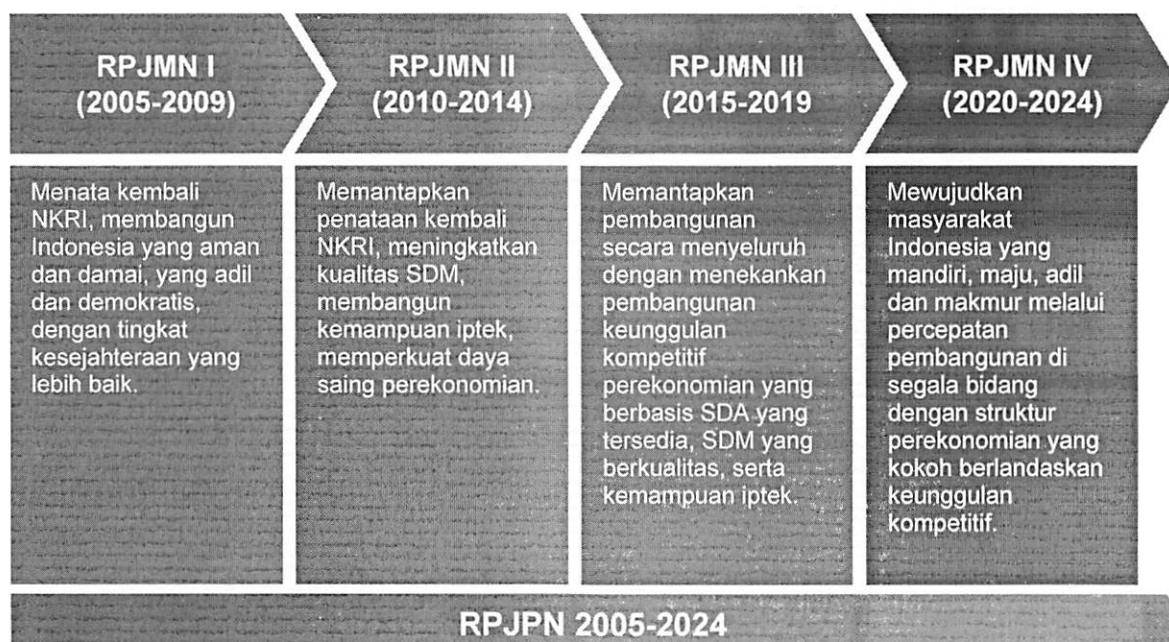 RPJMN I
(2005-2009)
RPJMN II
(2010-2014)
RPJMN III
(2015-2019
RPJMN IV
(2020-2024)
Menata kembali
NKRI, membangun
Indonesia yang aman
dan damai, yang adil
dan demokratis,
dengan tingkat
kesejahteraan yang
lebih baik.
Memantapkan
penataan kembali
NKRI, meningkatkan
kualitas SDM,
membangun
kemampuan iptek,
memperkuat daya
saing perekonomian.
Memantapkan
pembangunan
secara menyeluruh
dengan menekankan
pembangunan
keunggulan
kompetitif
perekonomian yang
berbasis SDA yang
tersedia, SDM yang
berkualitas, serta
kemampuan iptek.
Mewujudkan
masyarakat
Indonesia yang
mandiri, maju, adil
dan makmur melalui
percepatan
pembangunan di
segala bidang
dengan struktur
perekonomian yang
kokoh berlandaskan
keunggulan
kompetitif.
RPJPN 2005-2024